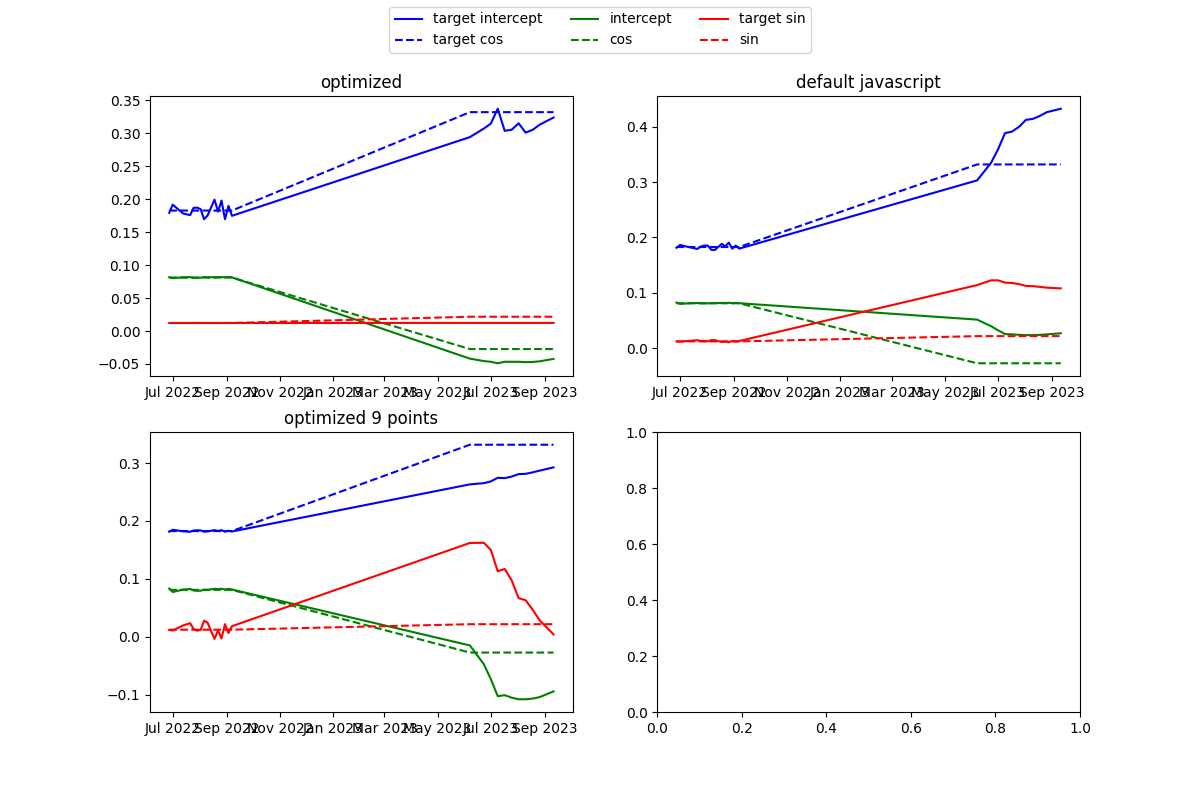 target intercept intercept target sin
target cos cos sin
optimized
0.35
0.30
0.25
0.20
0.15
0.10
0.05
0.00
−0.05
Jul 2022 Sep 2022 Nov 2022 Jan 2023 Mar 2023 May 2023 Jul 2023 Sep 2023
default javascript
0.4
0.3
0.2
0.1
0.0
Jul 2022 Sep 2022 Nov 2022 Jan 2023 Mar 2023 May 2023 Jul 2023 Sep 2023
optimized 9 points
0.3
0.2
0.1
0.0
−0.1
Jul 2022 Sep 2022 Nov 2022 Jan 2023 Mar 2023 May 2023 Jul 2023 Sep 2023
1.0
0.8
0.6
0.4
0.2
0.0
0.0 0.2 0.4 0.6 0.8 1.0